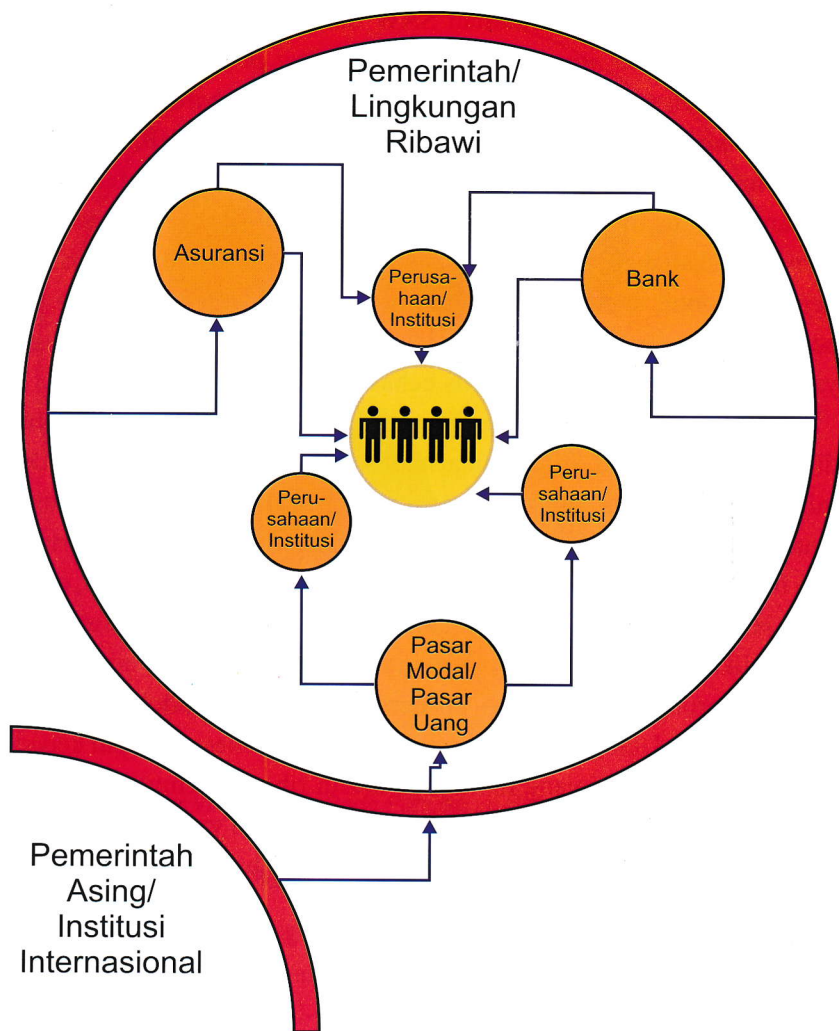 Pemerintah/
Lingkungan
Ribawi
Asuransi
Perusa-
haan/
Institusi
Bank
Peru-
sahaan/
Institusi
Peru-
sahaan/
Institusi
Pasar
Modal/
Pasar
Uang
Pemerintah
Asing/
Institusi
Internasional